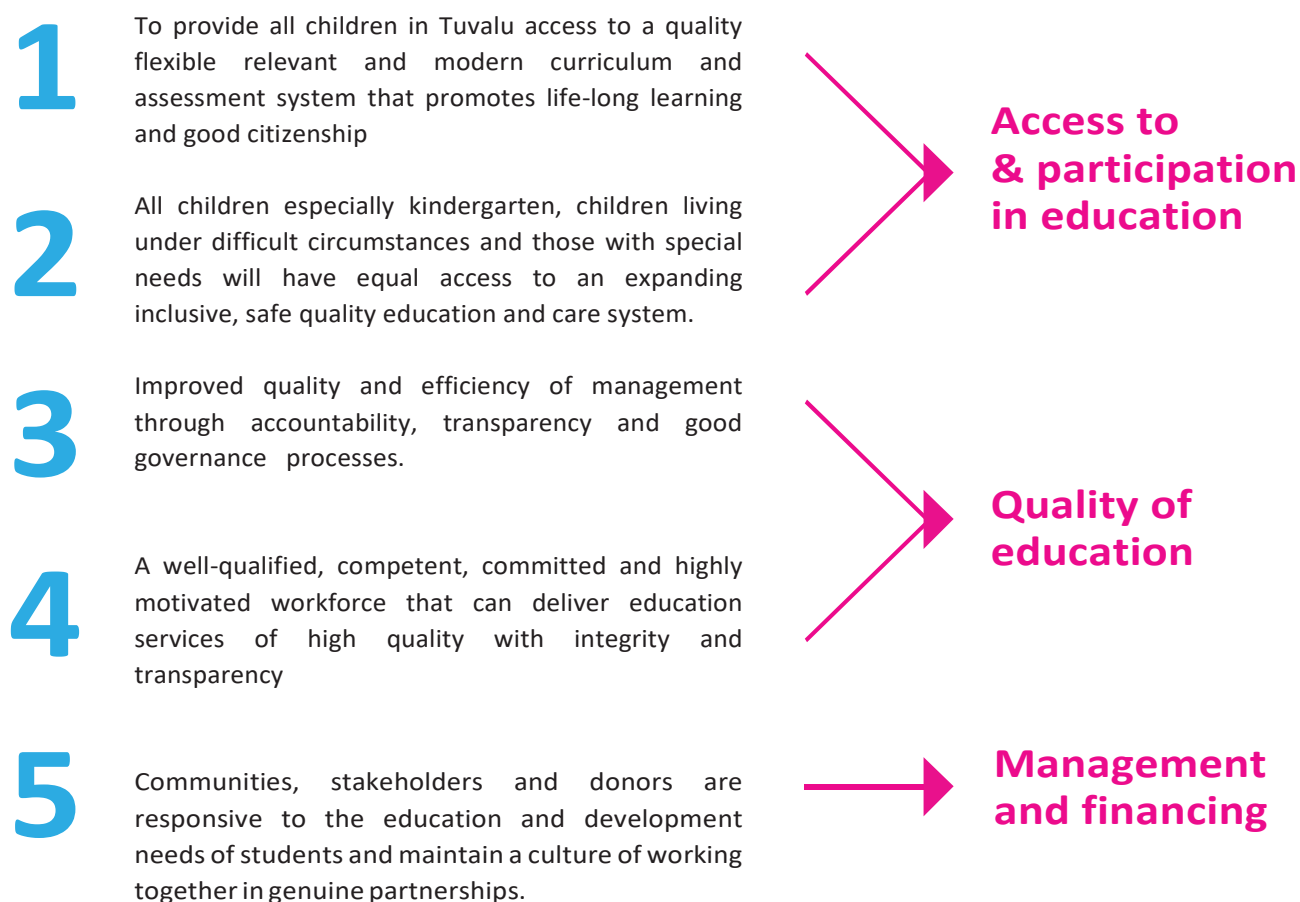 1
To provide all children in Tuvalu access to a quality
flexible relevant and modern curriculum and
assessment system that promotes life-long learning
and good citizenship
2
All children especially kindergarten, children living
under difficult circumstances and those with special
needs will have equal access to an expanding
inclusive, safe quality education and care system.
Access to
& participation
in education
3
Improved quality and efficiency of management
through accountability, transparency and good
governance processes.
4
A well-qualified, competent, committed and highly
motivated workforce that can deliver education
services of high quality with integrity and
transparency
Quality of
education
5
Communities, stakeholders and donors are
responsive to the education and development
needs of students and maintain a culture of working
together in genuine partnerships.
Management
and financing